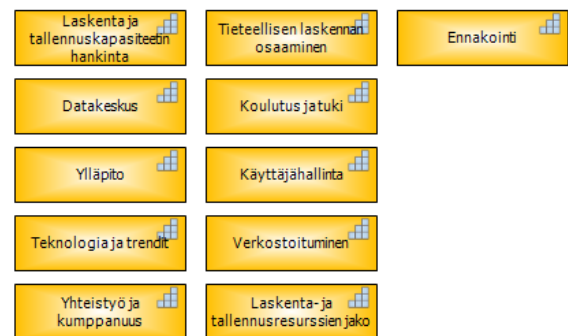 Laskenta ja
tallennuskapasiteetin
hankinta
Tieteellisen laskennan
osaaminen
Ennakointi
Datakeskus
Koulutus ja tuki
Ylläpito
Käyttäjähallinta
Teknologia ja trendit
Verkostoituminen
Yhteistyö ja
kumppanuus
Laskenta- ja
tallennusresurssien jako